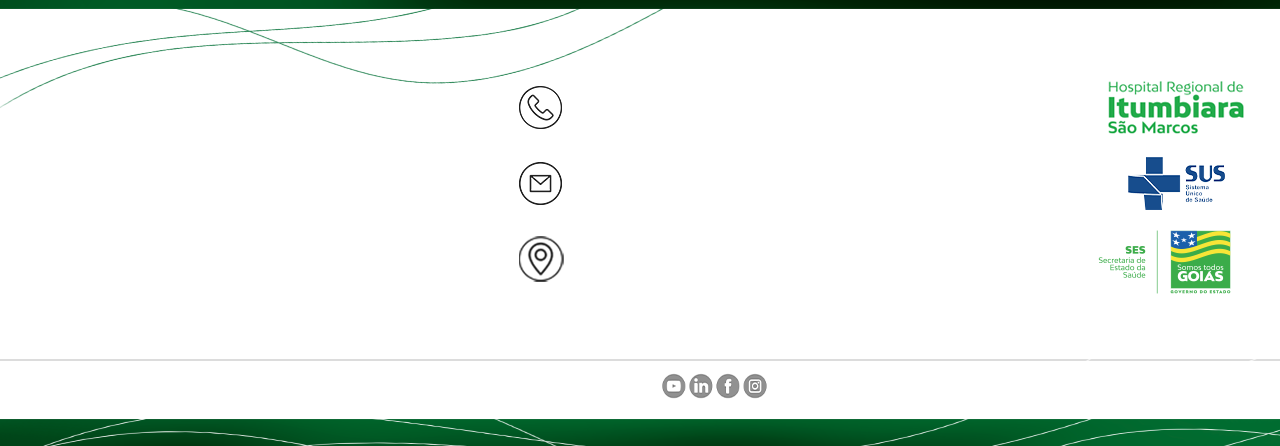 Hospital Regional de
Itumbiara
São Marcos
SUS
Sistema
Único
de Saúde
SES
Secretaria de
Estado da
Saúde
Somos todos
GOIÁS
GOVERNO DO ESTADO
in
f